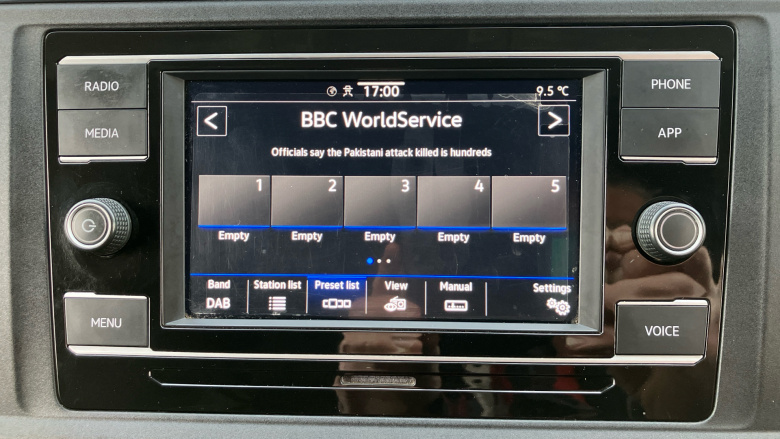 RADIO
MEDIA
MENU
PHONE
APP
VOICE
17:00
9.5 °C
< BBC WorldService >
Officials say the Pakistani attack killed is hundreds
1 2 3 4 5
Empty Empty Empty Empty Empty
Band Station list Preset list View Manual Settings
DAB